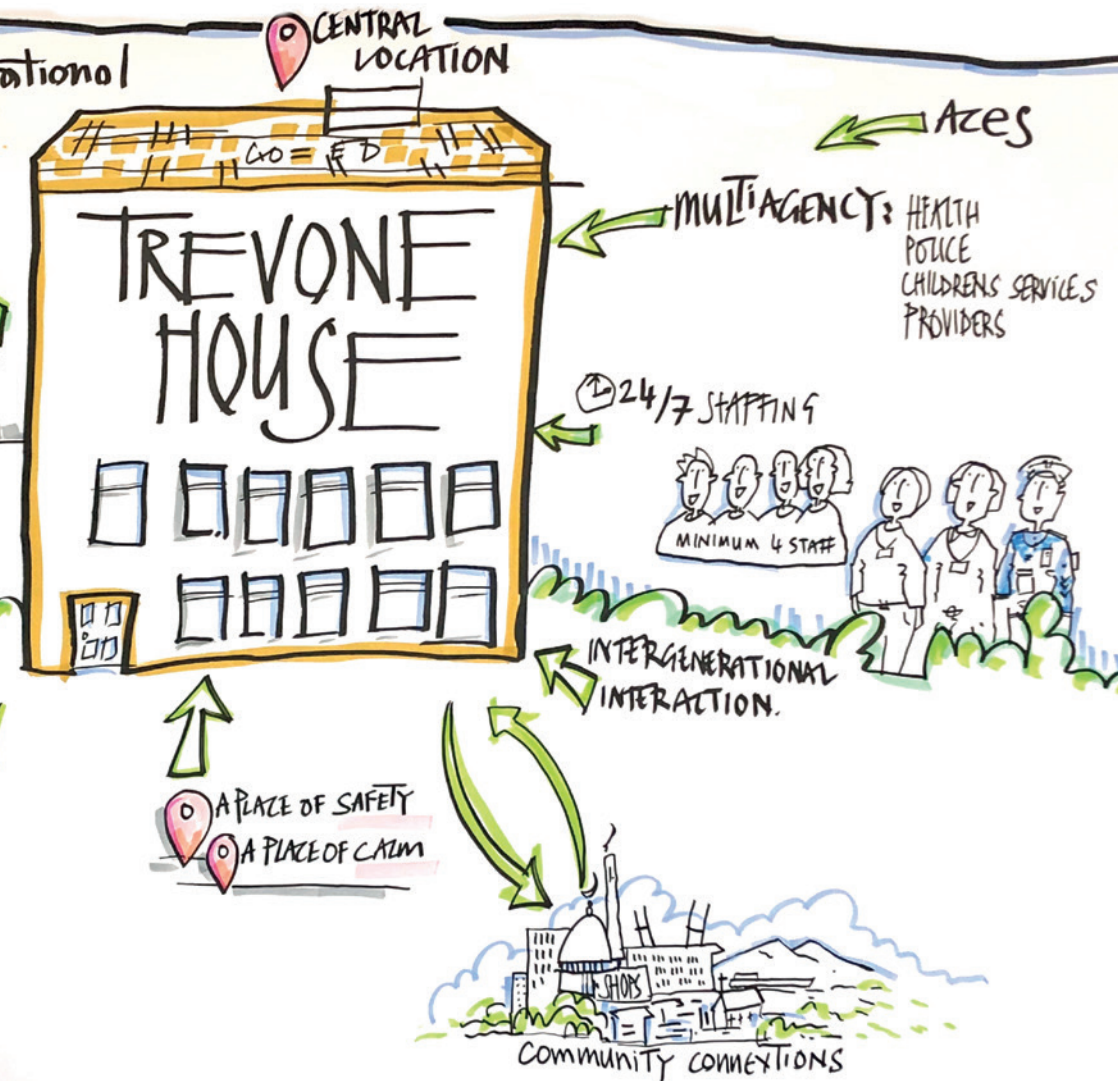 CENTRAL
LOCATION
ational
ACES
TREVONE
HOUSE
MULTIAGENCY: HEALTH
POLICE
CHILDRENS SERVICES
PROVIDERS
24/7 STAFFING
MINIMUM 4 STAFF
INTERGENERATIONAL
INTERACTION.
A PLACE OF SAFETY
A PLACE OF CALM
SHOPS
COMMUNITY CONNEXTIONS